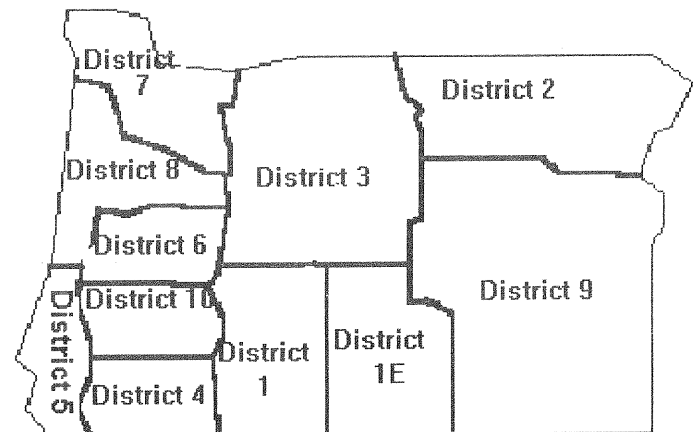 District
7
District 2
District 8
District 3
District 6
District 9
District 10
District 5
District
1
District
1E
District 4